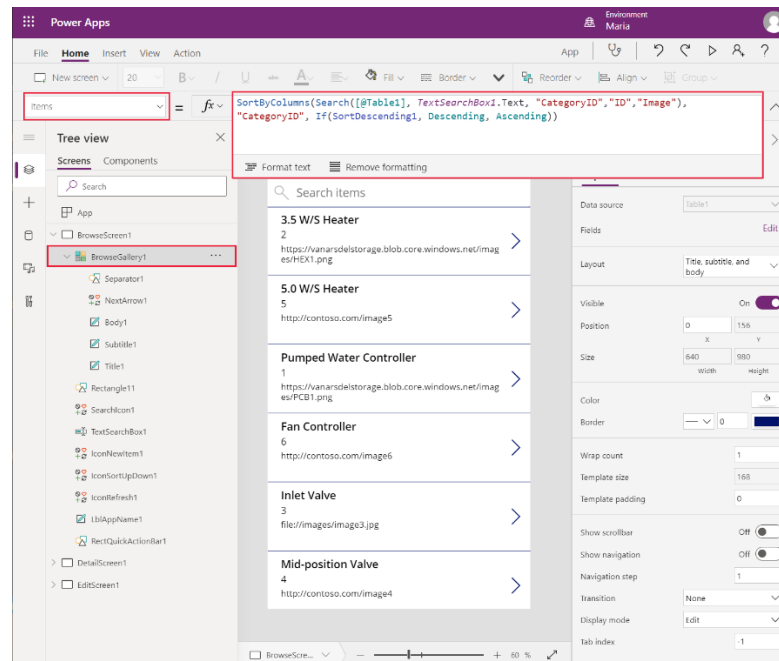 Power Apps
Environment
Maria
File Home Insert View Action App
New screen 20 B / U A Fill Border Reorder Align Group
Items = fx SortByColumns(Search([@Table1], TextSearchBox1.Text, "CategoryID","ID","Image"),
"CategoryID", If(SortDescending1, Descending, Ascending))
Format text Remove formatting
Tree view
Screens Components
Search
App
BrowseScreen1
BrowseGallery1
Separator1
NextArrow1
Body1
Subtitle1
Title1
Rectangle11
SearchIcon1
TextSearchBox1
IconNewItem1
IconSortUpDown1
IconRefresh1
LblAppName1
RectQuickActionBar1
DetailScreen1
EditScreen1
Search items
3.5 W/S Heater
2
https://vanarsdelstorage.blob.core.windows.net/imag
es/HEX1.png
5.0 W/S Heater
5
http://contoso.com/image5
Pumped Water Controller
1
https://vanarsdelstorage.blob.core.windows.net/imag
es/PCB1.png
Fan Controller
6
http://contoso.com/image6
Inlet Valve
3
file://images/image3.jpg
Mid-position Valve
4
http://contoso.com/image4
BrowseScre... 60 %
Data source Table1
Fields Edit
Layout Title, subtitle, and
body
Visible On
Position 0 156
X Y
Size 640 980
Width Height
Color
Border 0
Wrap count 1
Template size 168
Template padding 0
Show scrollbar Off
Show navigation Off
Navigation step 1
Transition None
Display mode Edit
Tab index -1